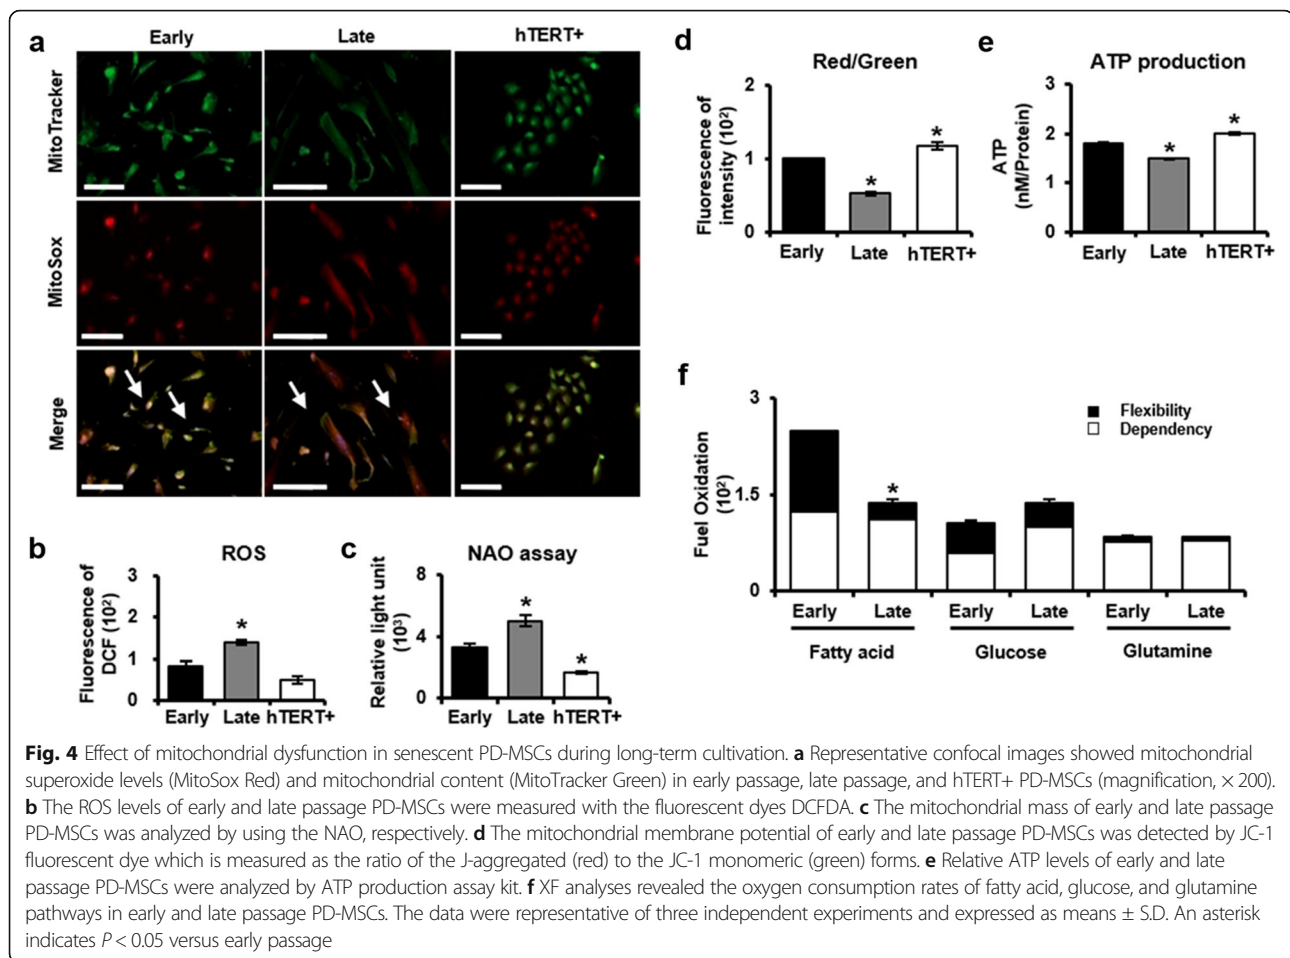 a
Early
Late
hTERT+
MitoTracker
MitoSox
Merge
b
ROS
Fluorescence of
DCF (10²)
3
2
1
0
*
Early
Late
hTERT+
c
NAO assay
Relative light unit
(10³)
8
4
0
*
*
Early
Late
hTERT+
d
Red/Green
Fluorescence of
intensity (10²)
2
1
0
*
*
Early
Late
hTERT+
e
ATP production
ATP
(nM/Protein)
3
2
1
0
*
*
Early
Late
hTERT+
f
Flexibility
Dependency
Fuel Oxidation
(10²)
3
1.5
0
*
Early
Late
Early
Late
Early
Late
Fatty acid
Glucose
Glutamine
Fig. 4 Effect of mitochondrial dysfunction in senescent PD-MSCs during long-term cultivation. a Representative confocal images showed mitochondrial
superoxide levels (MitoSox Red) and mitochondrial content (MitoTracker Green) in early passage, late passage, and hTERT+ PD-MSCs (magnification, × 200).
b The ROS levels of early and late passage PD-MSCs were measured with the fluorescent dyes DCFDA. c The mitochondrial mass of early and late passage
PD-MSCs was analyzed by using the NAO, respectively. d The mitochondrial membrane potential of early and late passage PD-MSCs was detected by JC-1
fluorescent dye which is measured as the ratio of the J-aggregated (red) to the JC-1 monomeric (green) forms. e Relative ATP levels of early and late
passage PD-MSCs were analyzed by ATP production assay kit. f XF analyses revealed the oxygen consumption rates of fatty acid, glucose, and glutamine
pathways in early and late passage PD-MSCs. The data were representative of three independent experiments and expressed as means ± S.D. An asterisk
indicates P < 0.05 versus early passage